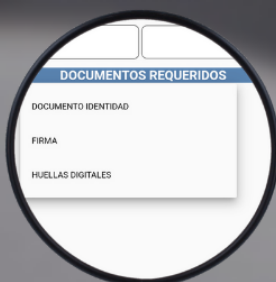 DOCUMENTOS REQUERIDOS
DOCUMENTO IDENTIDAD
FIRMA
HUELLAS DIGITALES